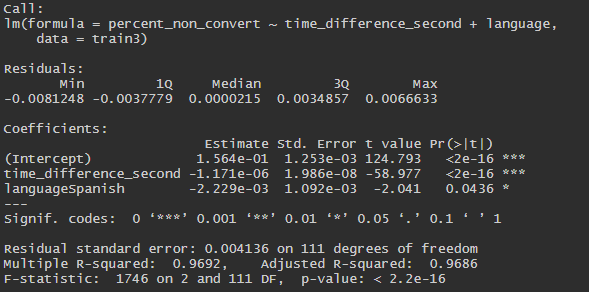 Call:
lm(formula = percent_non_convert ~ time_difference_second + language,
    data = train3)

Residuals:
       Min         1Q     Median         3Q        Max
-0.0081248 -0.0037779  0.0000215  0.0034857  0.0066633

Coefficients:
                         Estimate Std. Error t value Pr(>|t|)
(Intercept)             1.564e-01  1.253e-03 124.793   <2e-16 ***
time_difference_second -1.171e-06  1.986e-08 -58.977   <2e-16 ***
languageSpanish        -2.229e-03  1.092e-03  -2.041   0.0436 *
---
Signif. codes:  0 ‘***’ 0.001 ‘**’ 0.01 ‘*’ 0.05 ‘.’ 0.1 ‘ ’ 1

Residual standard error: 0.004136 on 111 degrees of freedom
Multiple R-squared:  0.9692,    Adjusted R-squared:  0.9686
F-statistic:  1746 on 2 and 111 DF,  p-value: < 2.2e-16